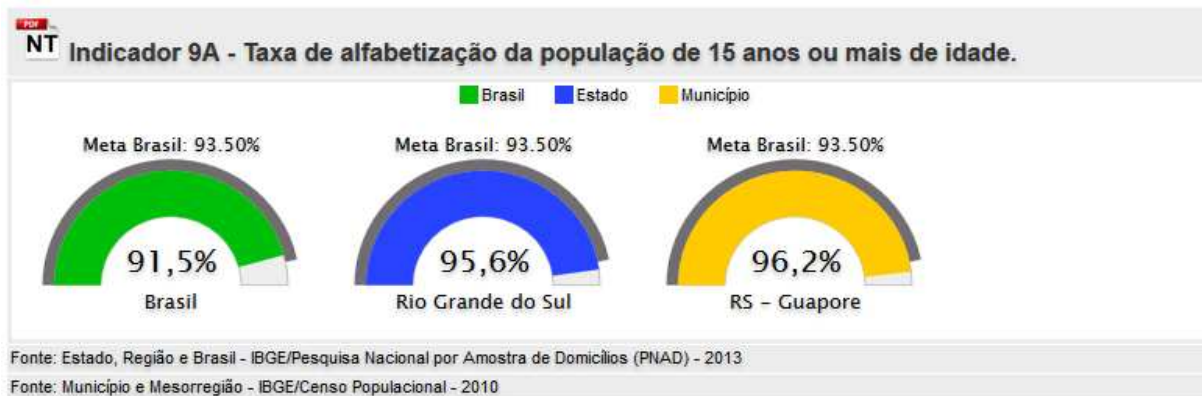 PDF
NT
Indicador 9A - Taxa de alfabetização da população de 15 anos ou mais de idade.
Brasil Estado Município
Meta Brasil: 93.50% Meta Brasil: 93.50% Meta Brasil: 93.50%
91,5% 95,6% 96,2%
Brasil Rio Grande do Sul RS - Guapore
Fonte: Estado, Região e Brasil - IBGE/Pesquisa Nacional por Amostra de Domicílios (PNAD) - 2013
Fonte: Município e Mesorregião - IBGE/Censo Populacional - 2010